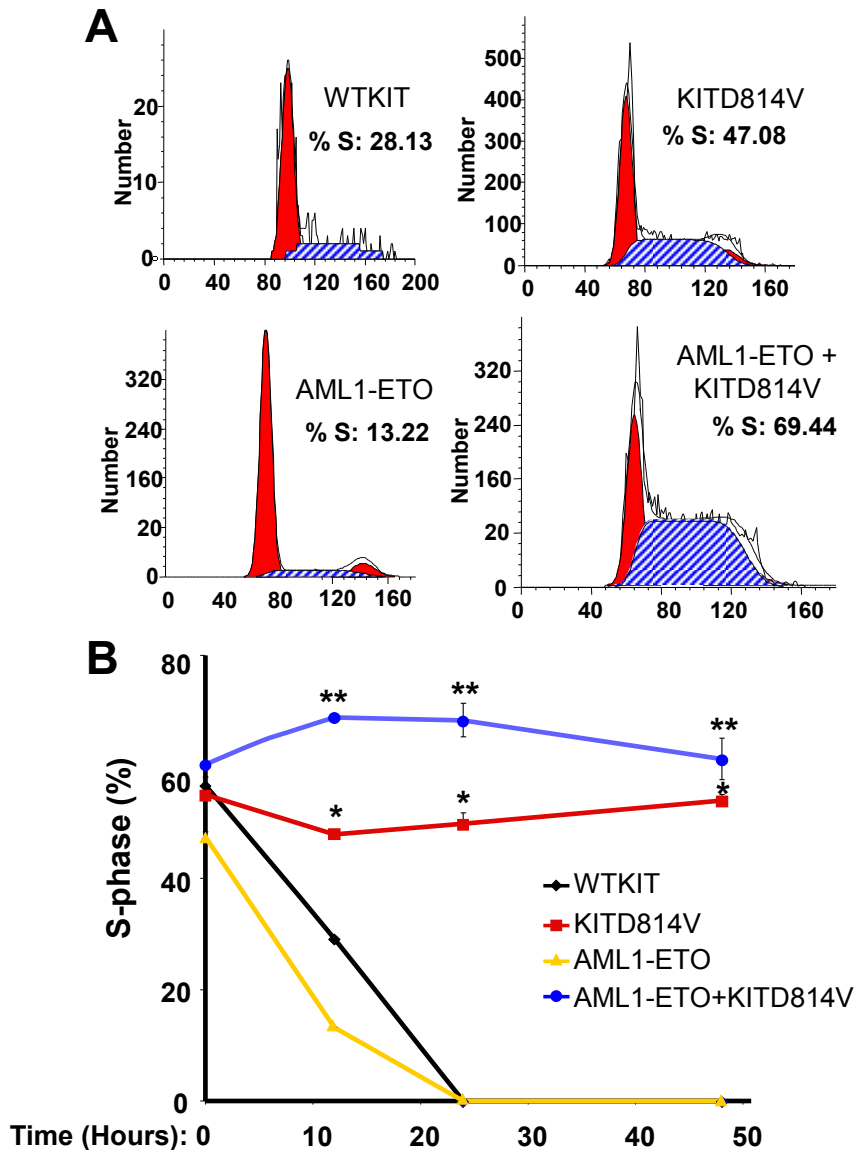 A
WTKIT
% S: 28.13
Number
20
10
0
0 40 80 120 160 200
KITD814V
% S: 47.08
Number
500
400
300
200
100
0
0 40 80 120 160
AML1-ETO
% S: 13.22
Number
320
240
160
20
0
0 40 80 120 160
AML1-ETO +
KITD814V
% S: 69.44
Number
320
240
160
20
0
0 40 80 120 160
B
S-phase (%)
80
60
40
20
0
** ** **
* * *
WTKIT
KITD814V
AML1-ETO
AML1-ETO+KITD814V
Time (Hours): 0 10 20 30 40 50